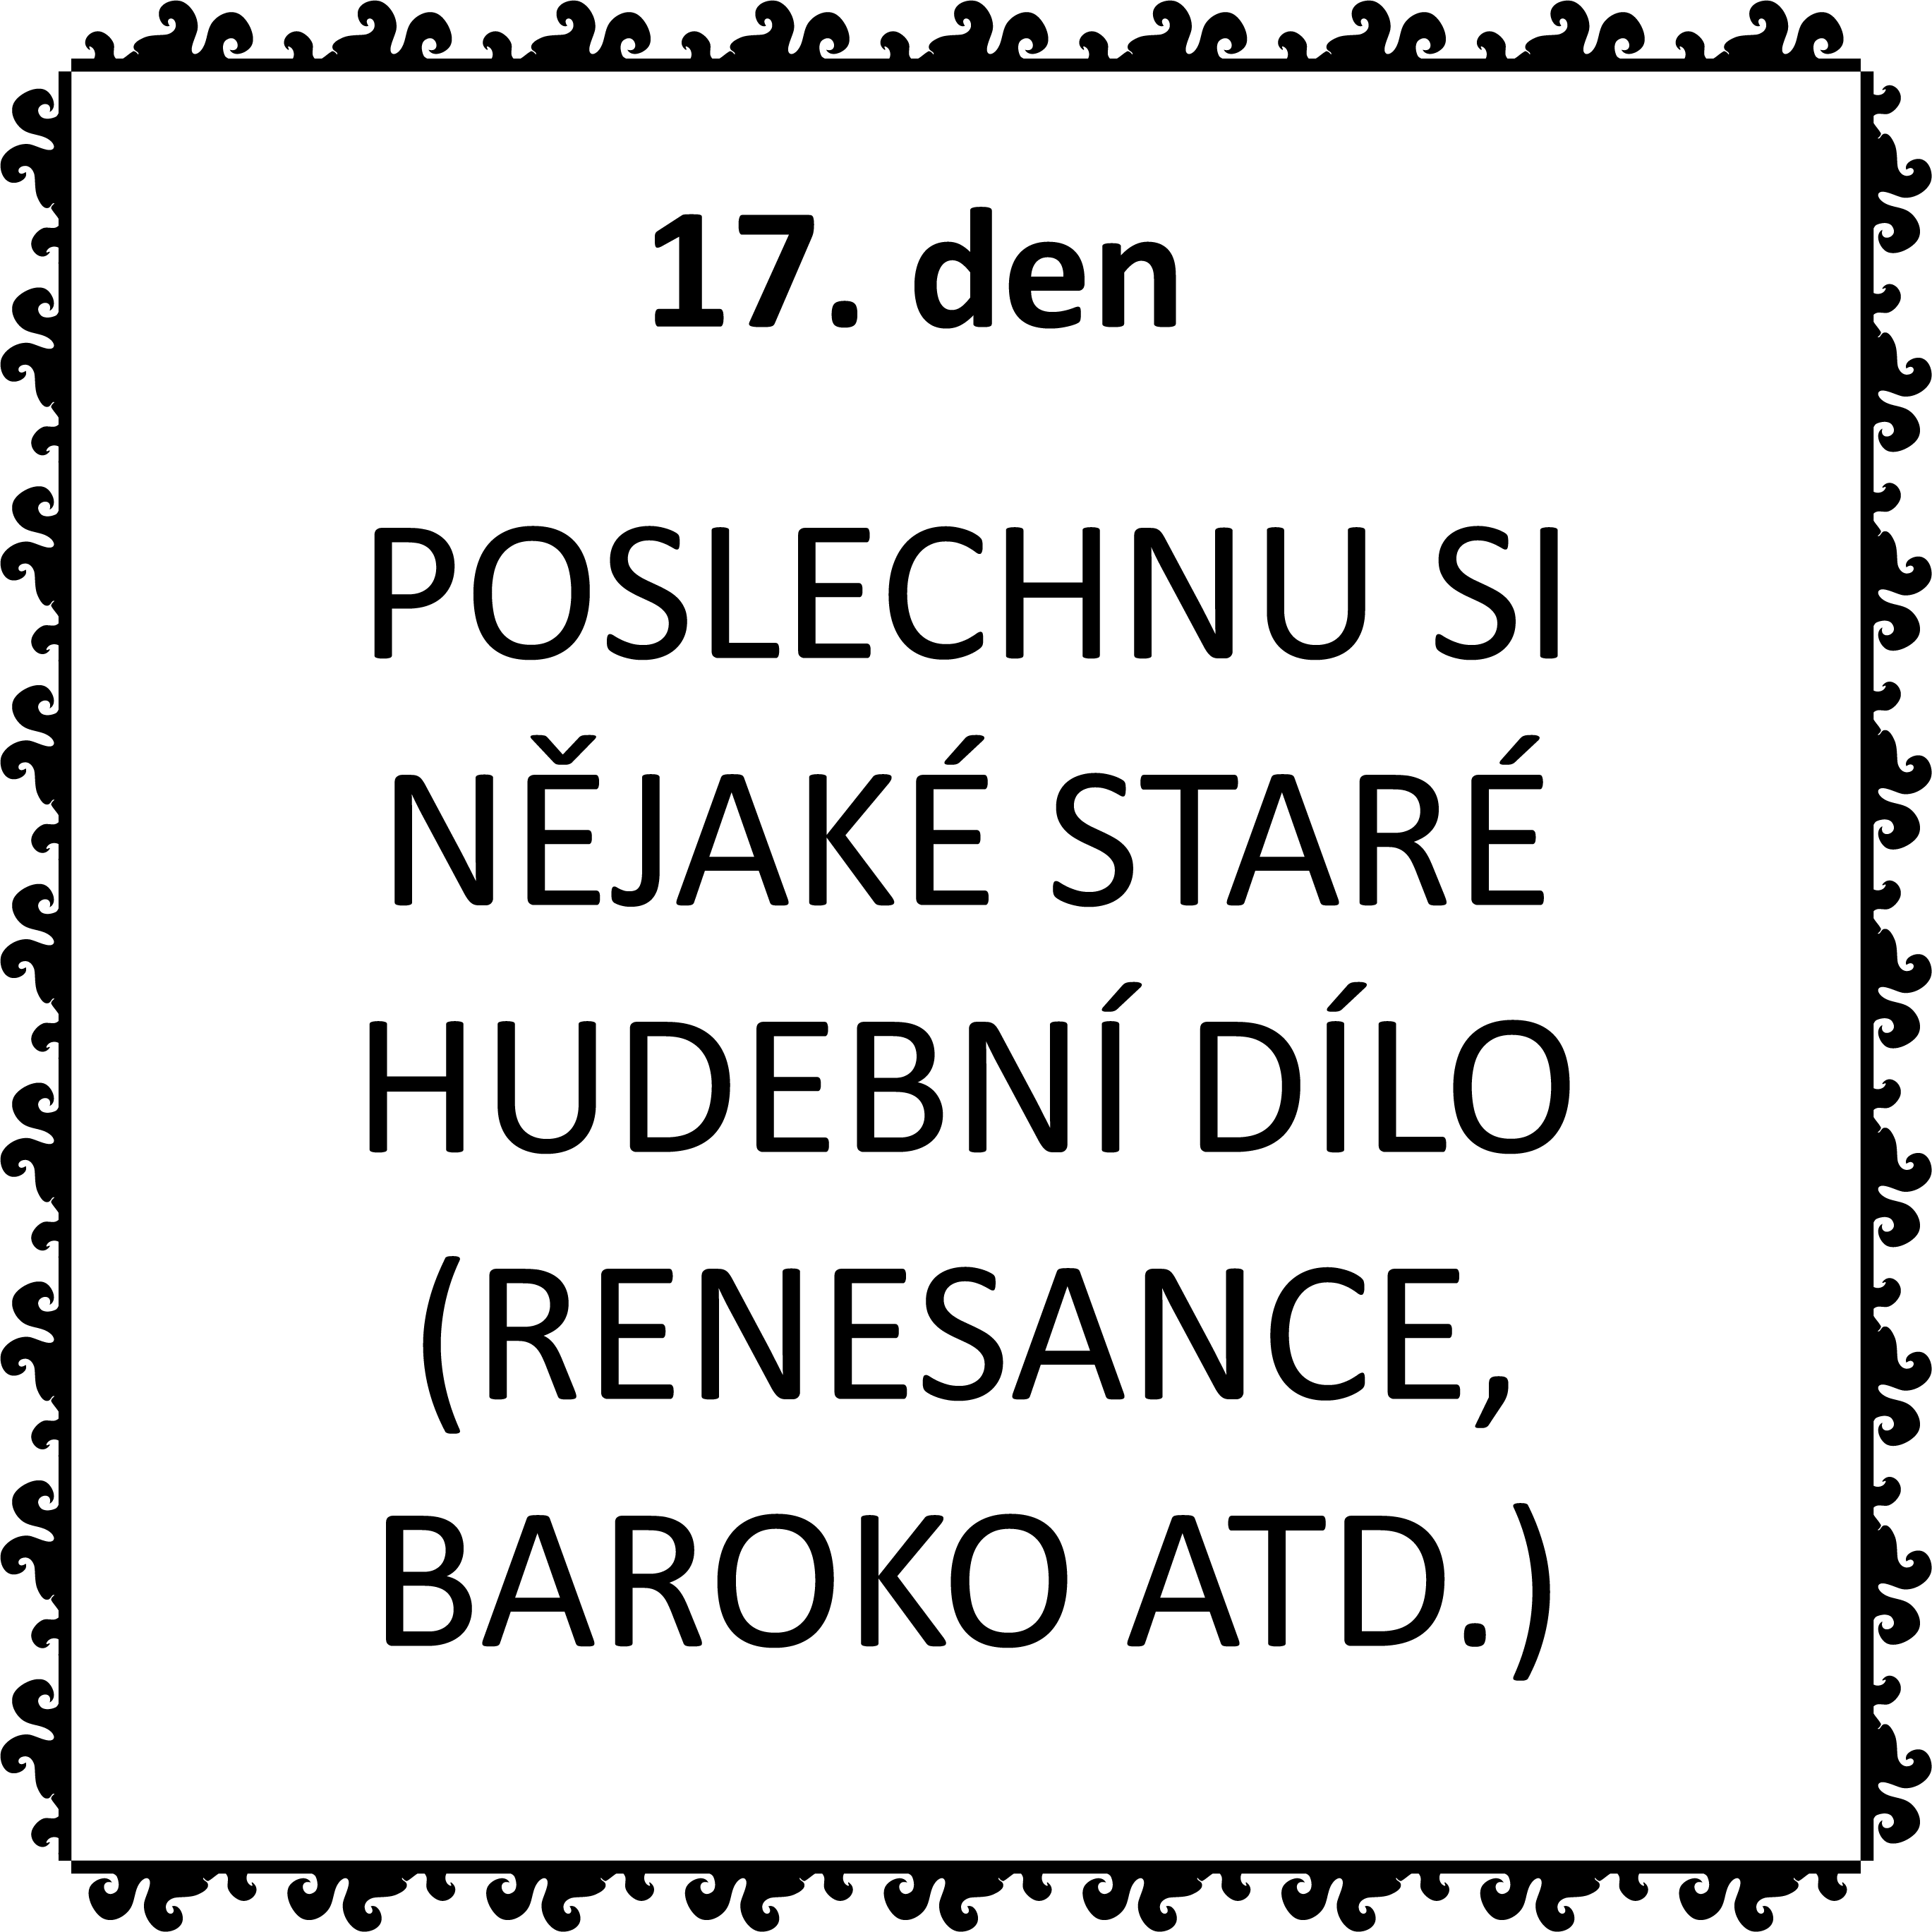 17. den
POSLECHNU SI
NĚJAKÉ STARÉ
HUDEBNÍ DÍLO
(RENESANCE,
BAROKO ATD.)